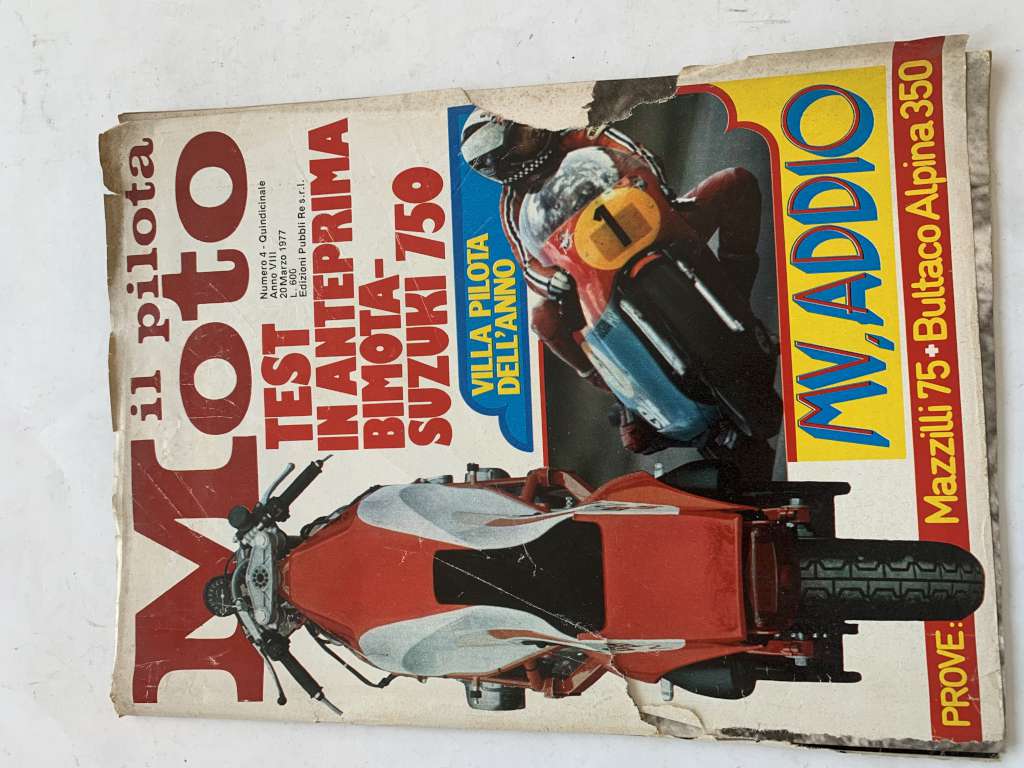 il pilota
Moto
Numero 4 - Quindicinale
Anno VIII
20 Marzo 1977
L. 600
Edizioni Pubbli Re s.r.l.
TEST
IN ANTEPRIMA
BIMOTA-
SUZUKI 750
VILLA PILOTA
DELL'ANNO
1
MV, ADDIO
PROVE: Mazzilli 75 + Bultaco Alpina 350